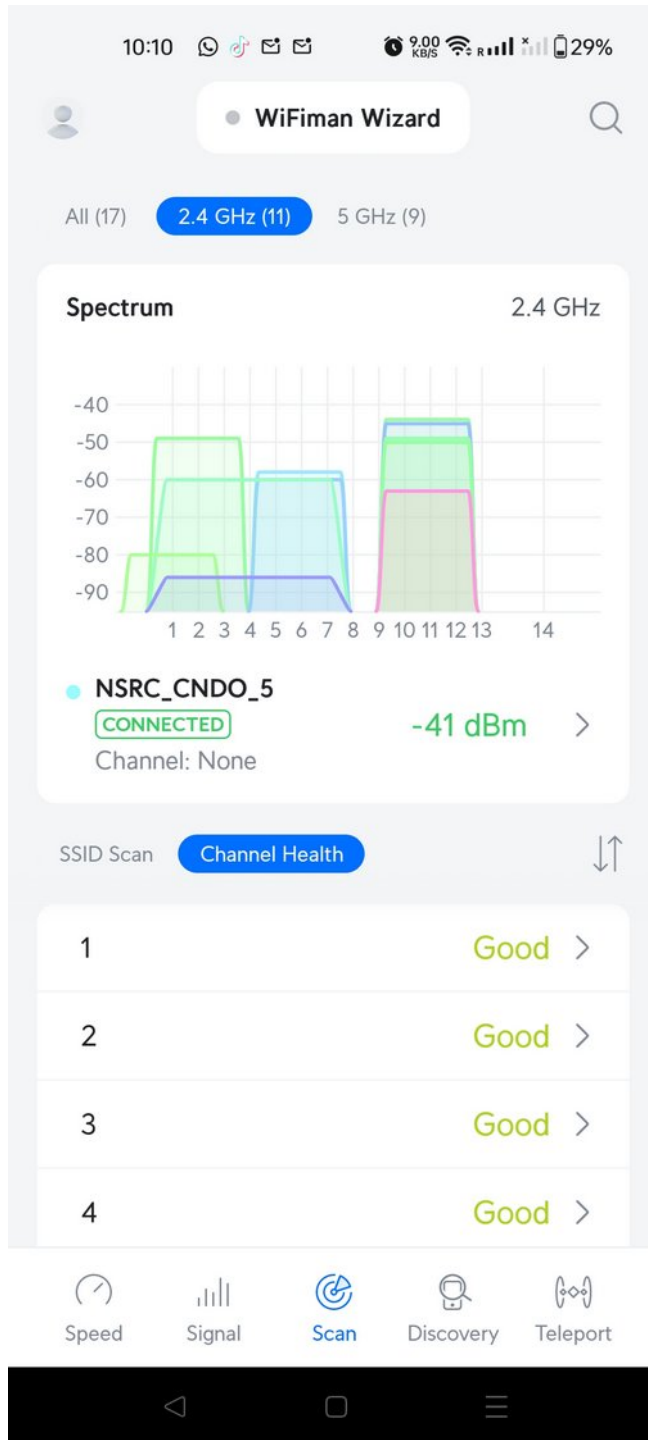 10:10 9.00 KB/S R 29%
WiFiman Wizard
All (17) 2.4 GHz (11) 5 GHz (9)
Spectrum 2.4 GHz
-40
-50
-60
-70
-80
-90
1 2 3 4 5 6 7 8 9 10 11 12 13 14
NSRC_CNDO_5
CONNECTED -41 dBm
Channel: None
SSID Scan Channel Health
1 Good
2 Good
3 Good
4 Good
Speed Signal Scan Discovery Teleport